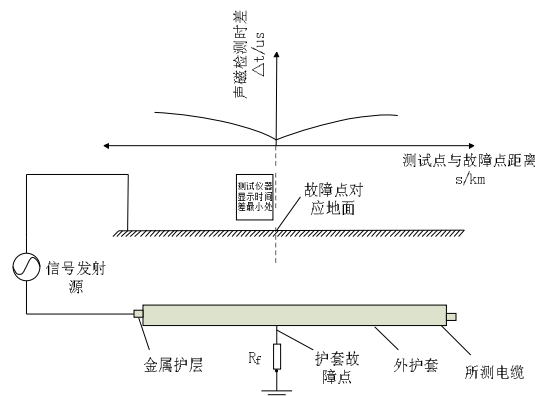 声磁检测时差
△t/us
测试点与故障点距离
s/km
测试仪器
显示时间
差最小处
故障点对
应地面
信号发射
源
金属护层
Rf
护套故
障点
外护套
所测电缆